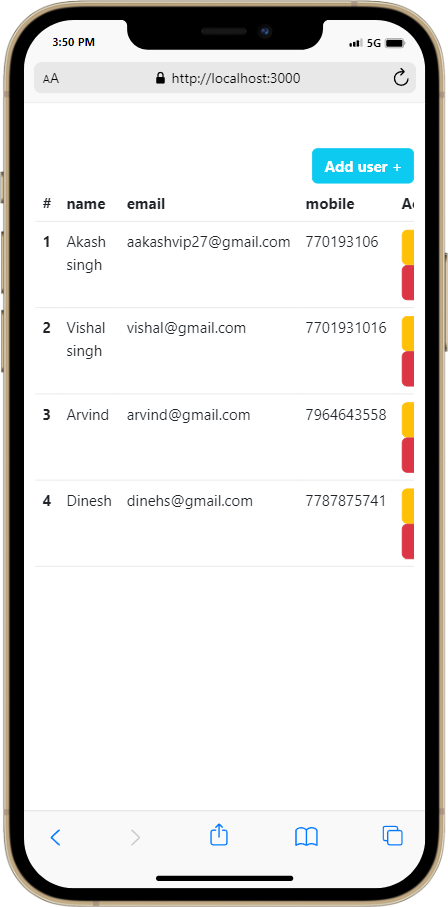 3:50 PM
5G
AA
http://localhost:3000
Add user +
# name email mobile
1 Akash singh aakashvip27@gmail.com 770193106
2 Vishal singh vishal@gmail.com 7701931016
3 Arvind arvind@gmail.com 7964643558
4 Dinesh dinehs@gmail.com 7787875741